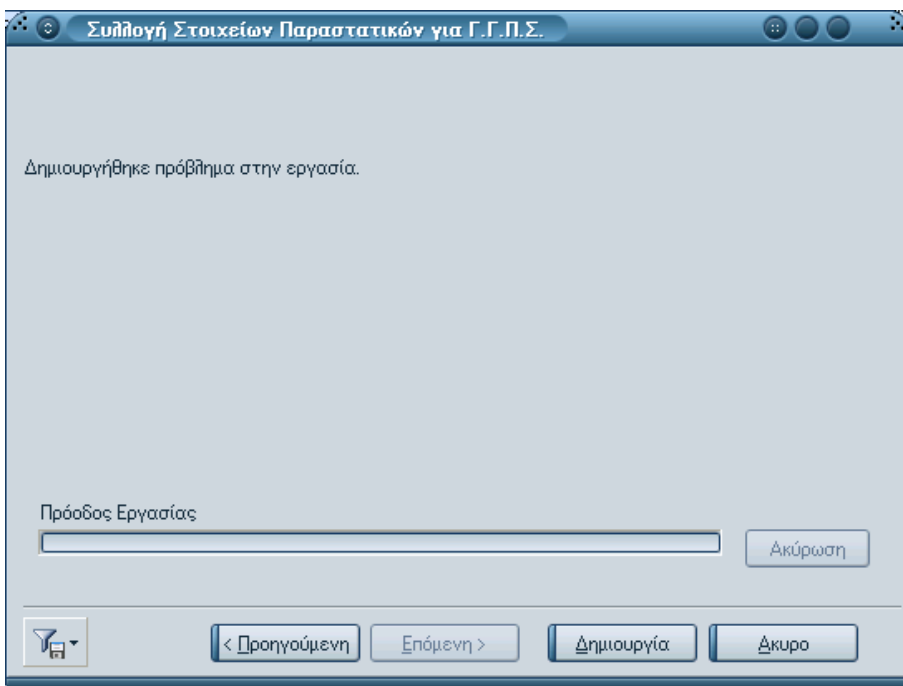 Συλλογή Στοιχείων Παραστατικών για Γ.Γ.Π.Σ.
Δημιουργήθηκε πρόβλημα στην εργασία.
Πρόοδος Εργασίας
Ακύρωση
< Προηγούμενη
Επόμενη >
Δημιουργία
Ακυρο